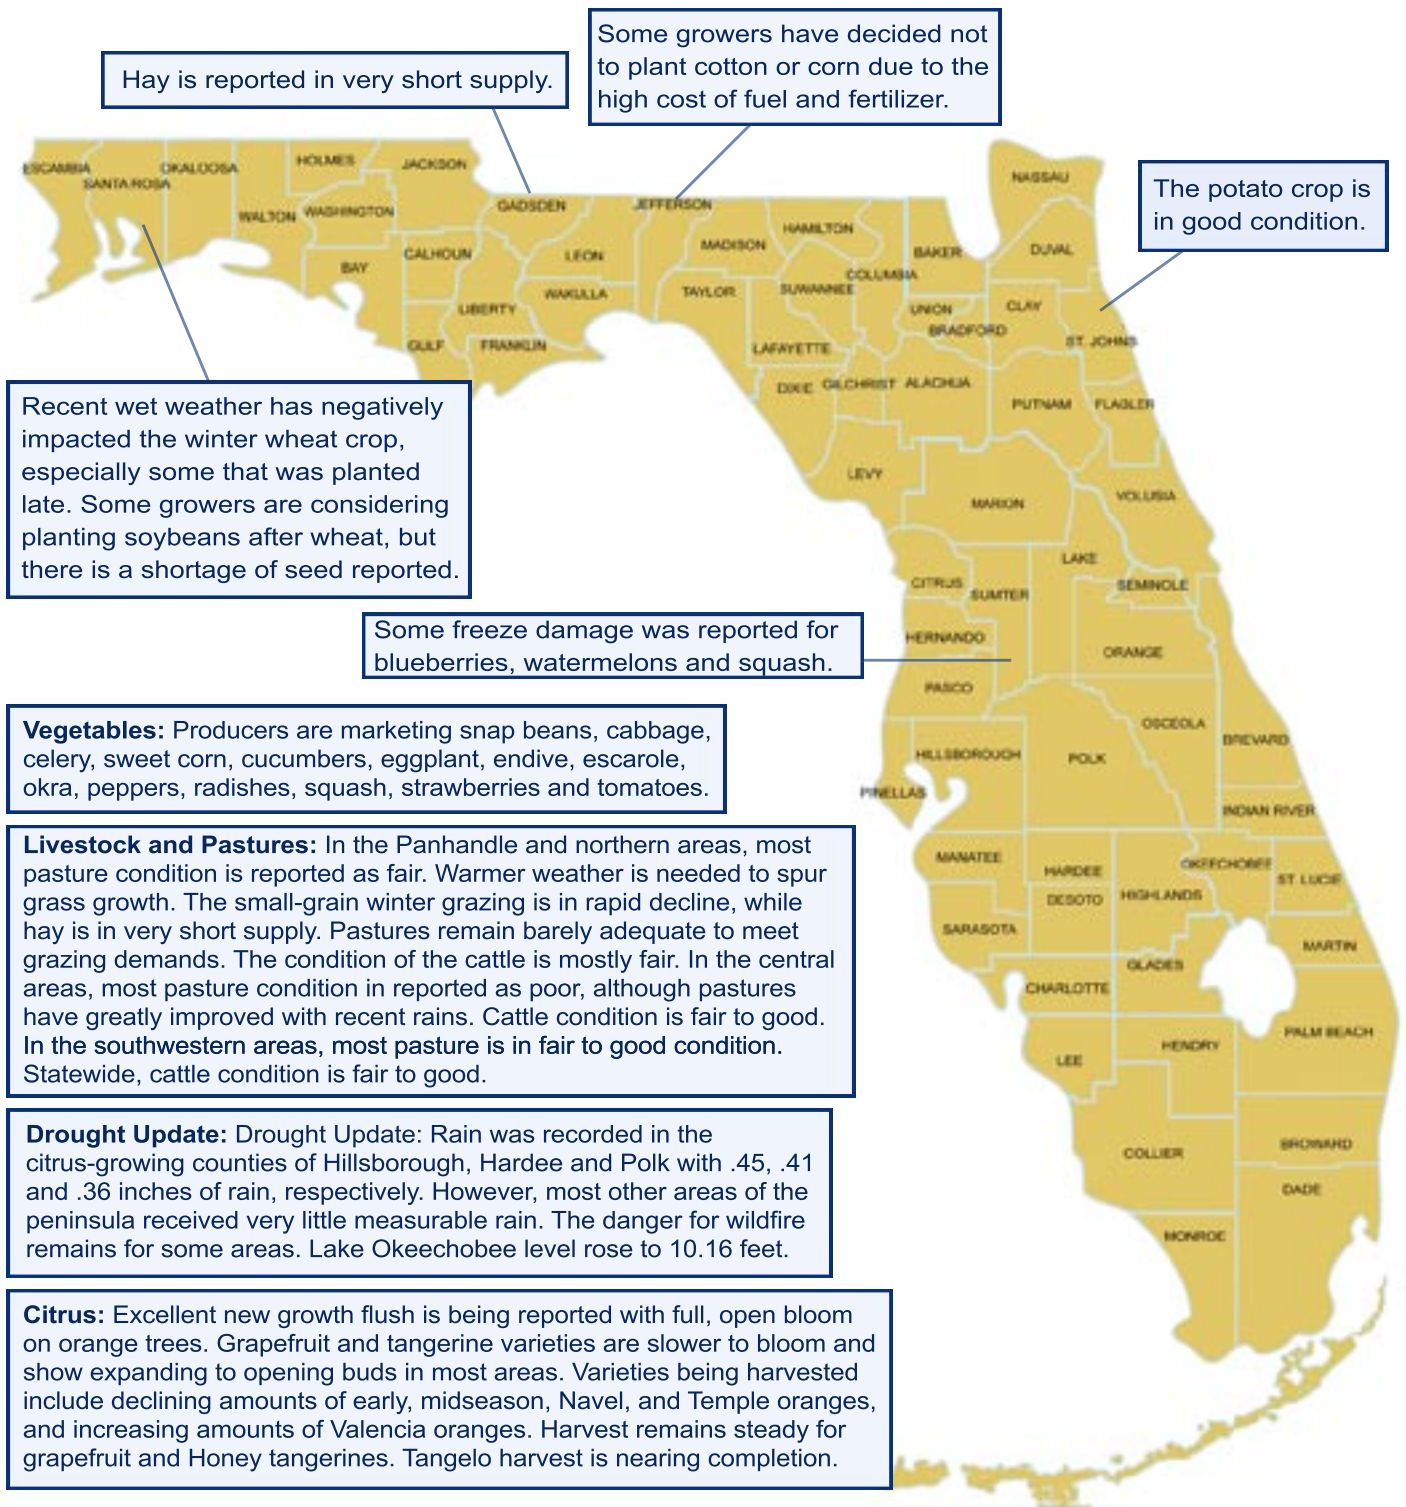 Some growers have decided not
to plant cotton or corn due to the
high cost of fuel and fertilizer.
Hay is reported in very short supply.
The potato crop is
in good condition.
ESCAMBIA
SANTA ROSA
OKALOOSA
HOLMES
JACKSON
WALTON
WASHINGTON
BAY
CALHOUN
GADSDEN
LEON
LIBERTY
WAKULLA
GULF
FRANKLIN
JEFFERSON
MADISON
TAYLOR
HAMILTON
SUWANNEE
COLUMBIA
LAFAYETTE
DIXIE
GILCHRIST
ALACHUA
BAKER
UNION
BRADFORD
NASSAU
DUVAL
CLAY
ST. JOHNS
PUTNAM
FLAGLER
LEVY
MARION
VOLUSIA
Recent wet weather has negatively
impacted the winter wheat crop,
especially some that was planted
late. Some growers are considering
planting soybeans after wheat, but
there is a shortage of seed reported.
CITRUS
SUMTER
LAKE
SEMINOLE
Some freeze damage was reported for
blueberries, watermelons and squash.
HERNANDO
ORANGE
PASCO
OSCEOLA
BREVARD
HILLSBOROUGH
POLK
PINELLAS
INDIAN RIVER
Vegetables: Producers are marketing snap beans, cabbage,
celery, sweet corn, cucumbers, eggplant, endive, escarole,
okra, peppers, radishes, squash, strawberries and tomatoes.
MANATEE
HARDEE
OKEECHOBEE
ST. LUCIE
DESOTO
HIGHLANDS
SARASOTA
MARTIN
GLADES
CHARLOTTE
PALM BEACH
HENDRY
LEE
Livestock and Pastures: In the Panhandle and northern areas, most
pasture condition is reported as fair. Warmer weather is needed to spur
grass growth. The small-grain winter grazing is in rapid decline, while
hay is in very short supply. Pastures remain barely adequate to meet
grazing demands. The condition of the cattle is mostly fair. In the central
areas, most pasture condition in reported as poor, although pastures
have greatly improved with recent rains. Cattle condition is fair to good.
In the southwestern areas, most pasture is in fair to good condition.
Statewide, cattle condition is fair to good.
COLLIER
BROWARD
DADE
MONROE
Drought Update: Drought Update: Rain was recorded in the
citrus-growing counties of Hillsborough, Hardee and Polk with .45, .41
and .36 inches of rain, respectively. However, most other areas of the
peninsula received very little measurable rain. The danger for wildfire
remains for some areas. Lake Okeechobee level rose to 10.16 feet.
Citrus: Excellent new growth flush is being reported with full, open bloom
on orange trees. Grapefruit and tangerine varieties are slower to bloom and
show expanding to opening buds in most areas. Varieties being harvested
include declining amounts of early, midseason, Navel, and Temple oranges,
and increasing amounts of Valencia oranges. Harvest remains steady for
grapefruit and Honey tangerines. Tangelo harvest is nearing completion.